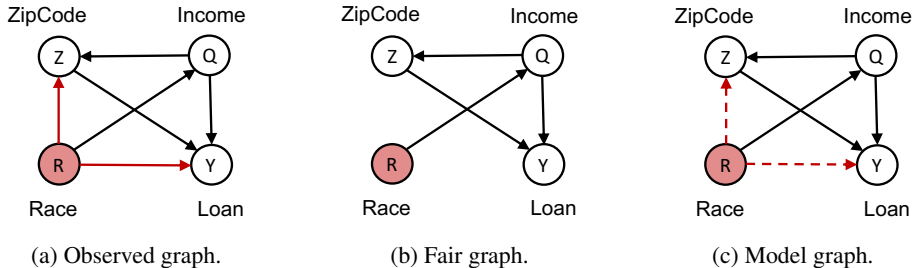 ZipCode Income
Z Q
R Y
Race Loan
(a) Observed graph.
Z Q
R Y
Race Loan
(b) Fair graph.
ZipCode Income
Z Q
R Y
Race Loan
(c) Model graph.
ZipCode Income